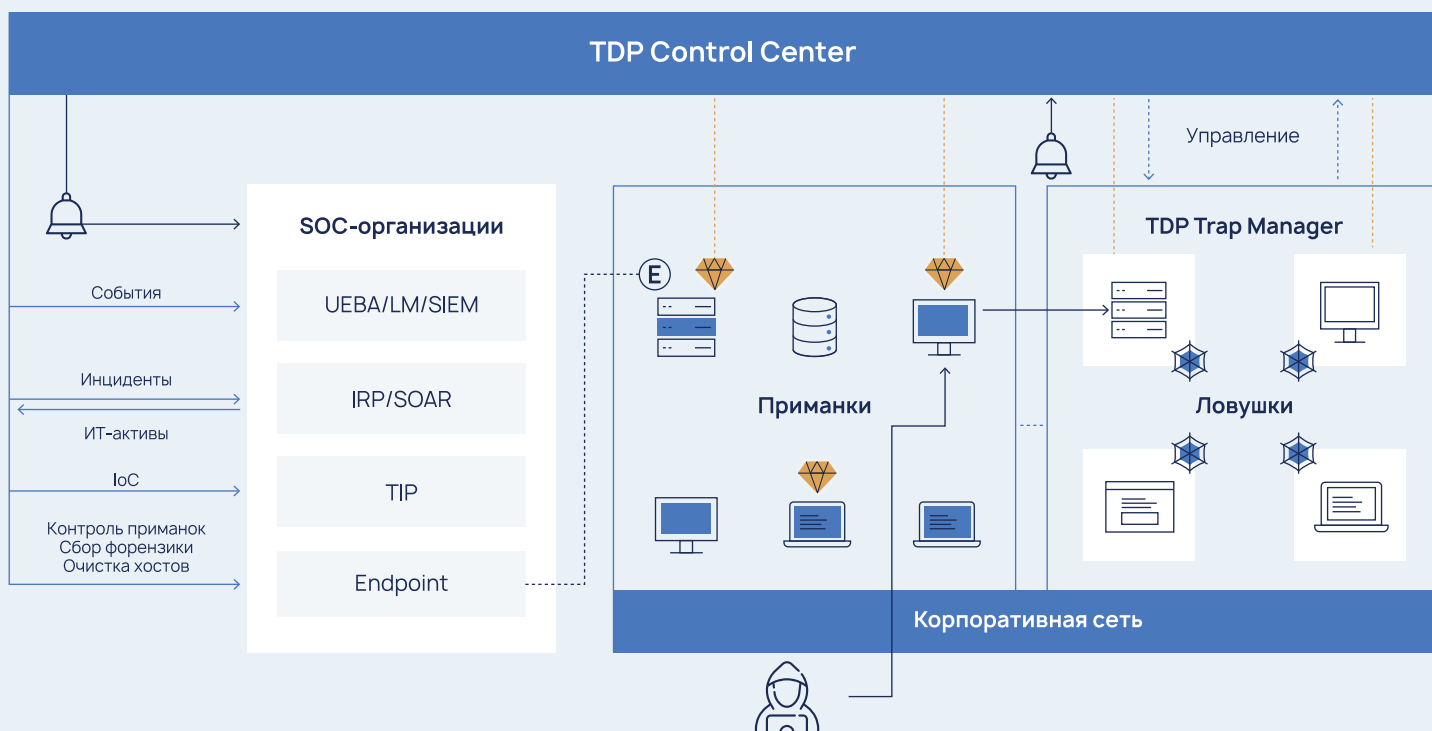 TDP Control Center
Управление
SOC-организации
UEBA/LM/SIEM
IRP/SOAR
TIP
Endpoint
События
Инциденты
ИТ-активы
IoC
Контроль приманок
Сбор форензики
Очистка хостов
E
Приманки
TDP Trap Manager
Ловушки
Корпоративная сеть